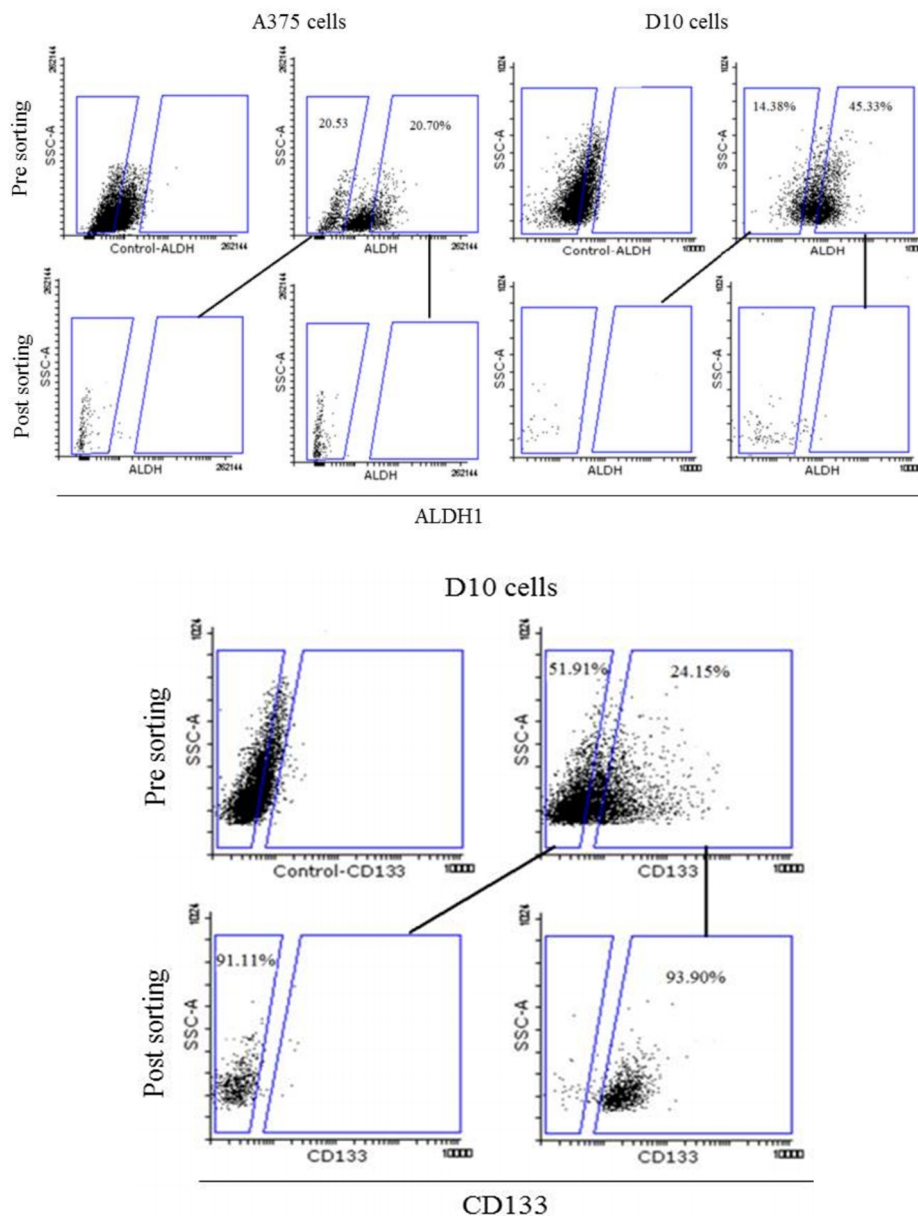 A375 cells
D10 cells
Pre sorting
262144
SSC-A
Control-ALDH
262144
262144
SSC-A
20.53
20.70%
ALDH
262144
1024
SSC-A
Control-ALDH
10000
1024
SSC-A
14.38%
45.33%
ALDH
Post sorting
262144
SSC-A
ALDH
262144
262144
SSC-A
ALDH
262144
1024
SSC-A
ALDH
10000
1024
SSC-A
ALDH
ALDH1
D10 cells
Pre sorting
1024
SSC-A
Control-CD133
10000
1024
SSC-A
51.91%
24.15%
CD133
10000
Post sorting
1024
SSC-A
91.11%
CD133
10000
1024
SSC-A
93.90%
CD133
10000
CD133